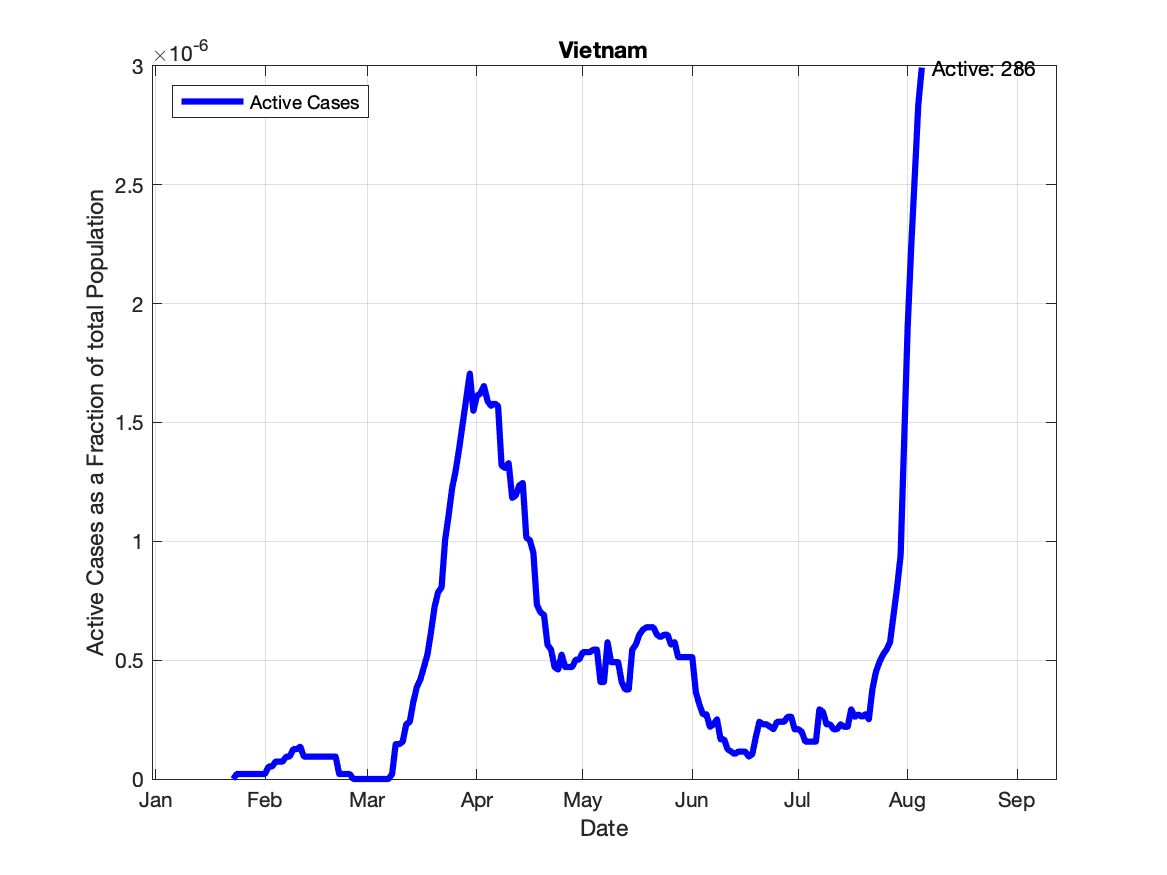 Vietnam
×10-6
3
2.5
2
1.5
1
0.5
0
Active Cases as a Fraction of total Population
Active Cases
Active: 286
Jan Feb Mar Apr May Jun Jul Aug Sep
Date